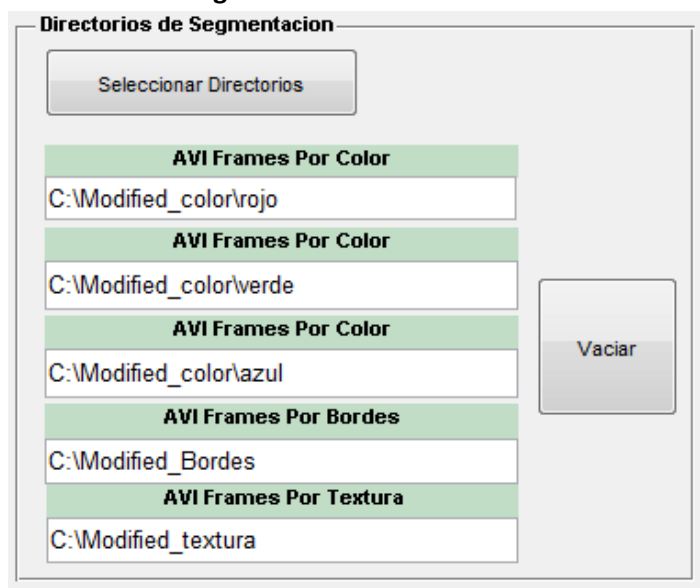 Directorios de Segmentacion
Seleccionar Directorios
AVI Frames Por Color
C:\Modified_color\rojo
AVI Frames Por Color
C:\Modified_color\verde
AVI Frames Por Color
C:\Modified_color\azul
Vaciar
AVI Frames Por Bordes
C:\Modified_Bordes
AVI Frames Por Textura
C:\Modified_textura